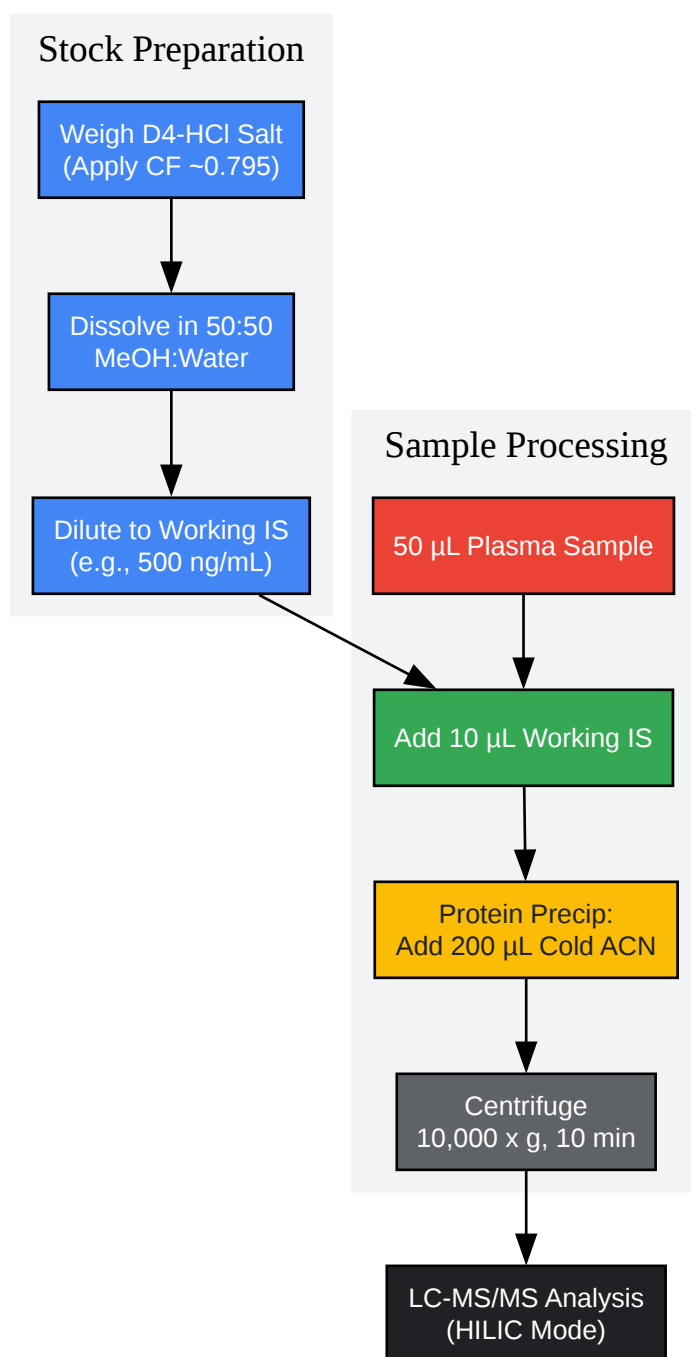 Stock Preparation
Weigh D4-HCl Salt
(Apply CF ~0.795)
Dissolve in 50:50
MeOH:Water
Dilute to Working IS
(e.g., 500 ng/mL)
Sample Processing
50 µL Plasma Sample
Add 10 µL Working IS
Protein Precip:
Add 200 µL Cold ACN
Centrifuge
10,000 x g, 10 min
LC-MS/MS Analysis
(HILIC Mode)